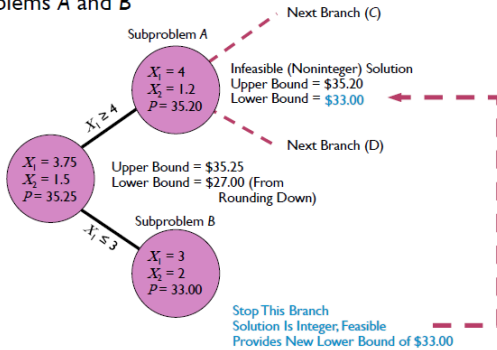 blems A and B
Next Branch (C)
Subproblem A
X₁ = 4
X₂ = 1.2
P = 35.20
Infeasible (Noninteger) Solution
Upper Bound = $35.20
Lower Bound = $33.00
X₁ ≥ 4
Next Branch (D)
X₁ = 3.75
X₂ = 1.5
P = 35.25
Upper Bound = $35.25
Lower Bound = $27.00 (From
Rounding Down)
X₁ ≤ 3
Subproblem B
X₁ = 3
X₂ = 2
P = 33.00
Stop This Branch
Solution Is Integer, Feasible
Provides New Lower Bound of $33.00